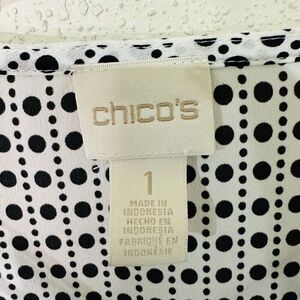 chico's
1
MADE IN
INDONESIA
HECHO EN
INDONESIA
FABRIQUÉ EN
INDONÉSIE